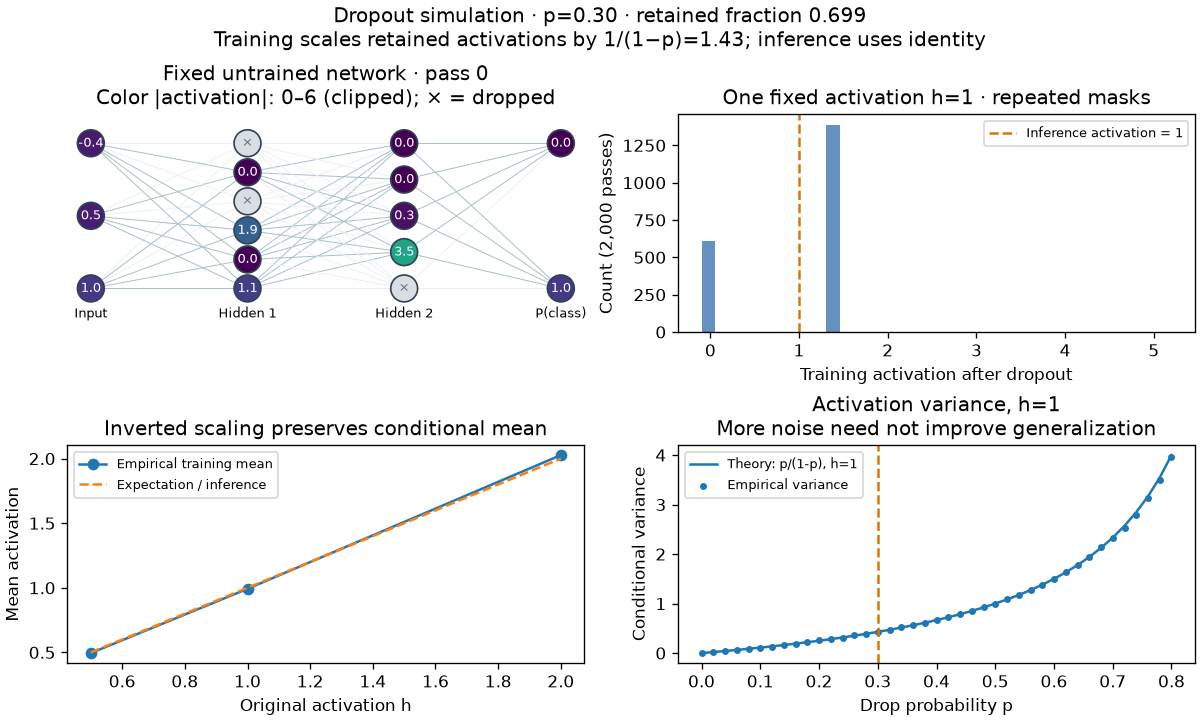 Dropout simulation · p=0.30 · retained fraction 0.699
Training scales retained activations by 1/(1−p)=1.43; inference uses identity
Fixed untrained network · pass 0
Color |activation|: 0–6 (clipped); × = dropped
-0.4
0.5
1.0
×
0.0
×
1.9
0.0
1.1
0.0
0.0
0.3
3.5
×
0.0
1.0
Input
Hidden 1
Hidden 2
P(class)
One fixed activation h=1 · repeated masks
Inference activation = 1
Count (2,000 passes)
1250
1000
750
500
250
0
0 1 2 3 4 5
Training activation after dropout
Inverted scaling preserves conditional mean
Empirical training mean
Expectation / inference
Mean activation
2.0
1.5
1.0
0.5
0.6 0.8 1.0 1.2 1.4 1.6 1.8 2.0
Original activation h
Activation variance, h=1
More noise need not improve generalization
Theory: p/(1-p), h=1
Empirical variance
Conditional variance
4
3
2
1
0
0.0 0.1 0.2 0.3 0.4 0.5 0.6 0.7 0.8
Drop probability p